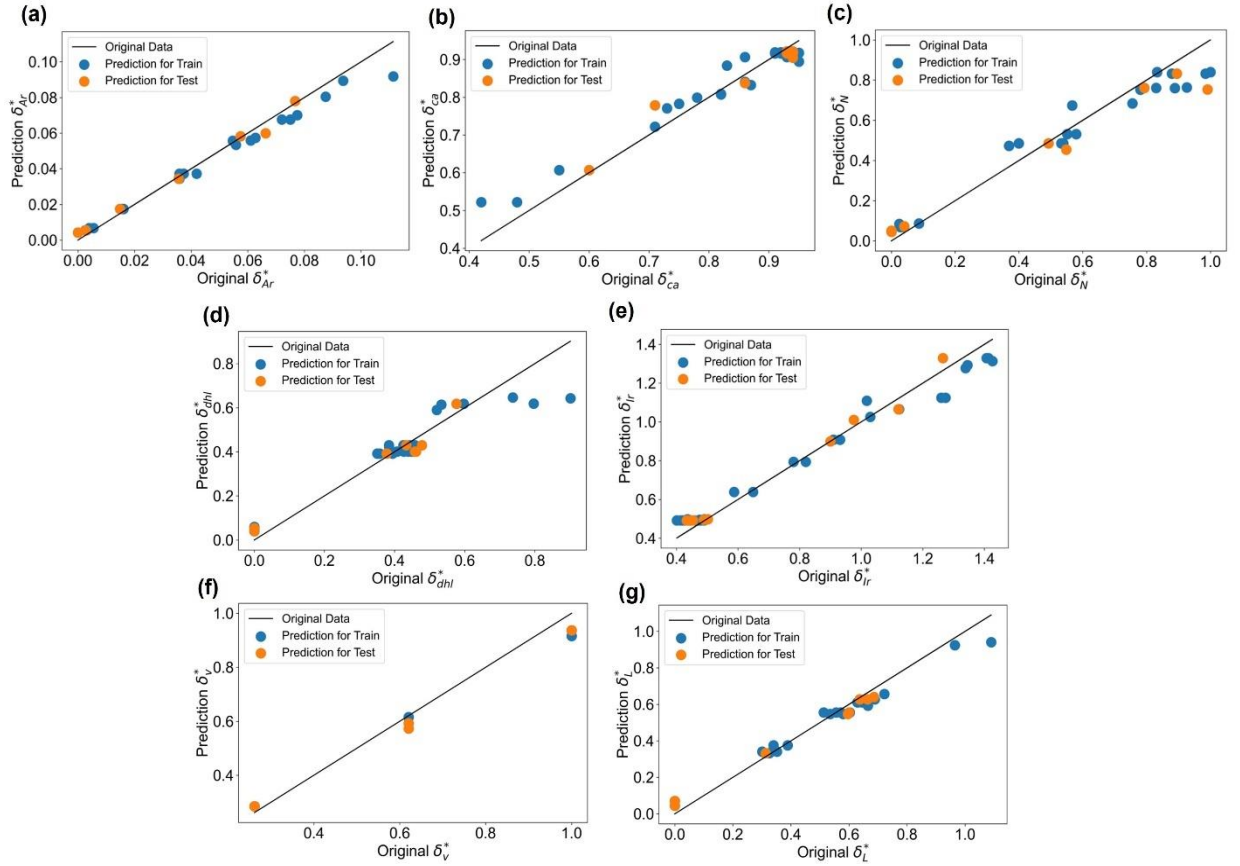 (a)
Original Data
Prediction for Train
Prediction for Test
0.10
0.08
0.06
0.04
0.02
0.00
Prediction δ*Ar
0.00 0.02 0.04 0.06 0.08 0.10
Original δ*Ar
(b)
Original Data
Prediction for Train
Prediction for Test
0.9
0.8
0.7
0.6
0.5
0.4
Prediction δ*ca
0.4 0.5 0.6 0.7 0.8 0.9
Original δ*ca
(c)
Original Data
Prediction for Train
Prediction for Test
1.0
0.8
0.6
0.4
0.2
0.0
Prediction δ*N
0.0 0.2 0.4 0.6 0.8 1.0
Original δ*N
(d)
Original Data
Prediction for Train
Prediction for Test
0.8
0.6
0.4
0.2
0.0
Prediction δ*dhl
0.0 0.2 0.4 0.6 0.8
Original δ*dhl
(e)
Original Data
Prediction for Train
Prediction for Test
1.4
1.2
1.0
0.8
0.6
0.4
Prediction δ*lr
0.4 0.6 0.8 1.0 1.2 1.4
Original δ*lr
(f)
Original Data
Prediction for Train
Prediction for Test
1.0
0.8
0.6
0.4
Prediction δ*v
0.4 0.6 0.8 1.0
Original δ*v
(g)
Original Data
Prediction for Train
Prediction for Test
1.0
0.8
0.6
0.4
0.2
0.0
Prediction δ*L
0.0 0.2 0.4 0.6 0.8 1.0
Original δ*L